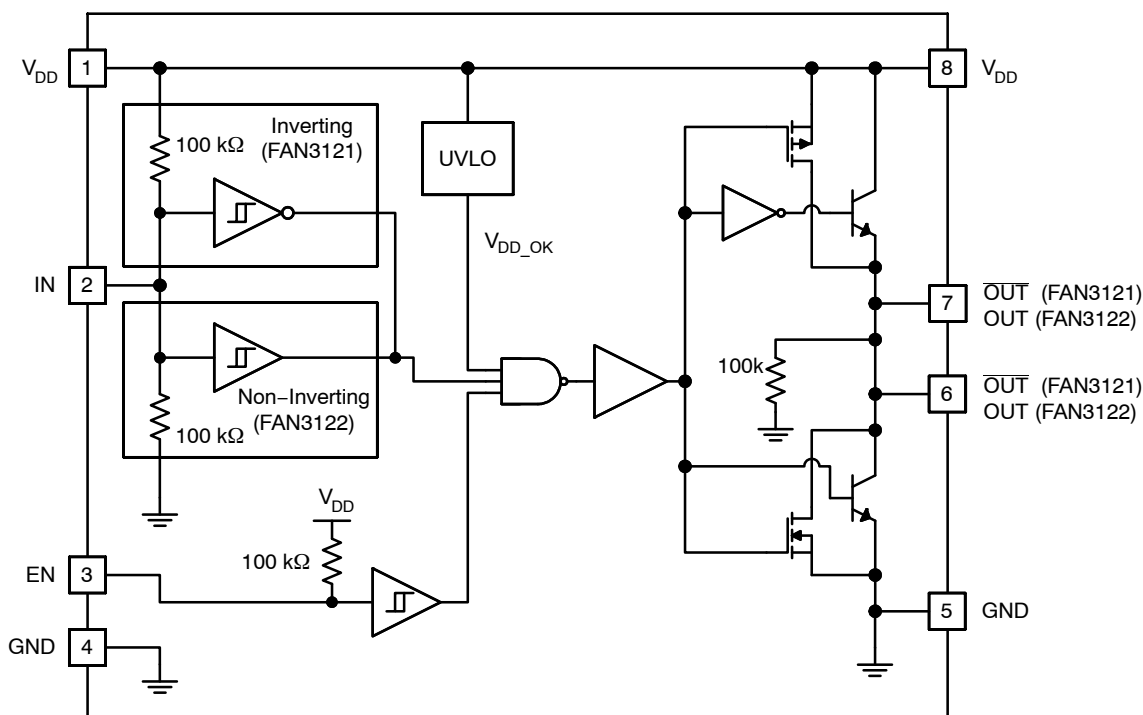 V_DD 1
8 V_DD
Inverting
(FAN3121)
100 kΩ
UVLO
V_DD_OK
IN 2
7 OUT (FAN3121)
OUT (FAN3122)
100k
6 OUT (FAN3121)
OUT (FAN3122)
Non−Inverting
(FAN3122)
100 kΩ
V_DD
100 kΩ
EN 3
5 GND
GND 4